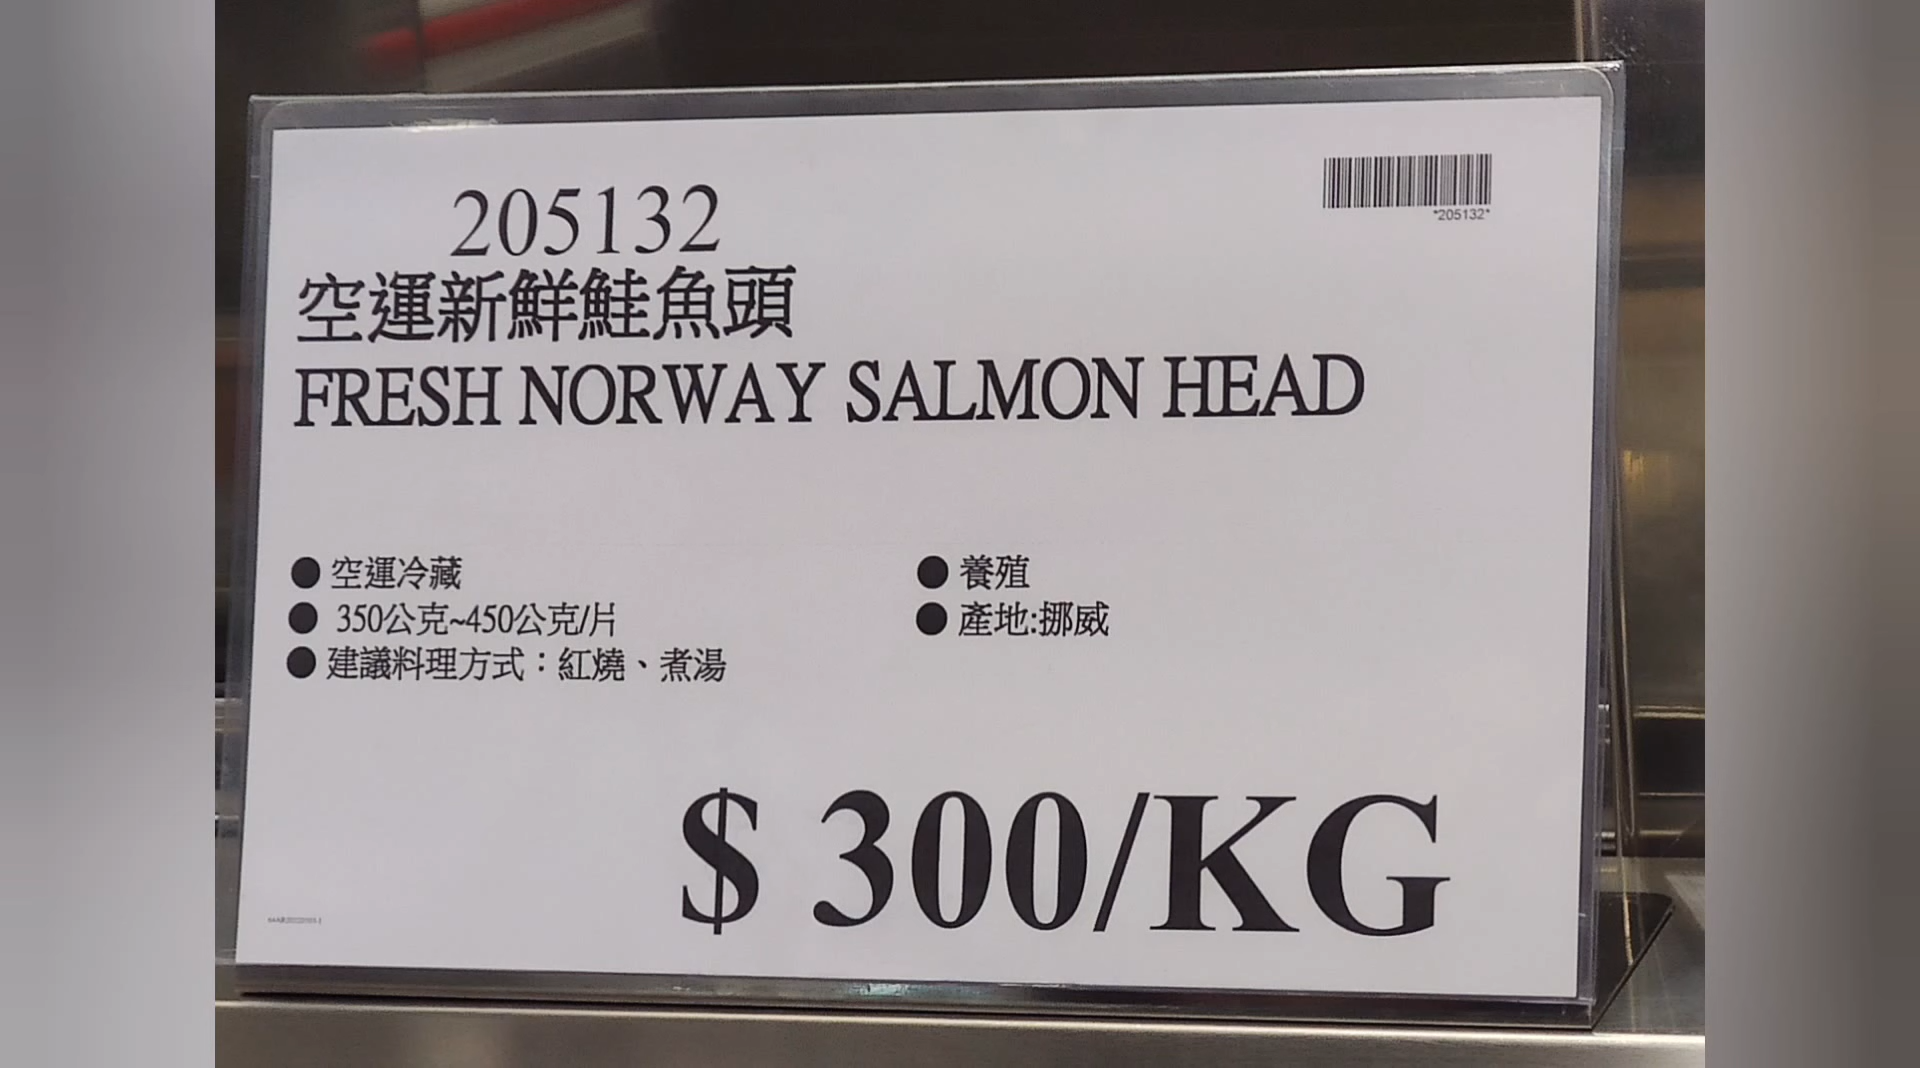 *205132*
205132
空運新鮮鮭魚頭
FRESH NORWAY SALMON HEAD
● 空運冷藏
● 350公克~450公克/片
● 建議料理方式：紅燒、煮湯
● 養殖
● 產地:挪威
$ 300/KG